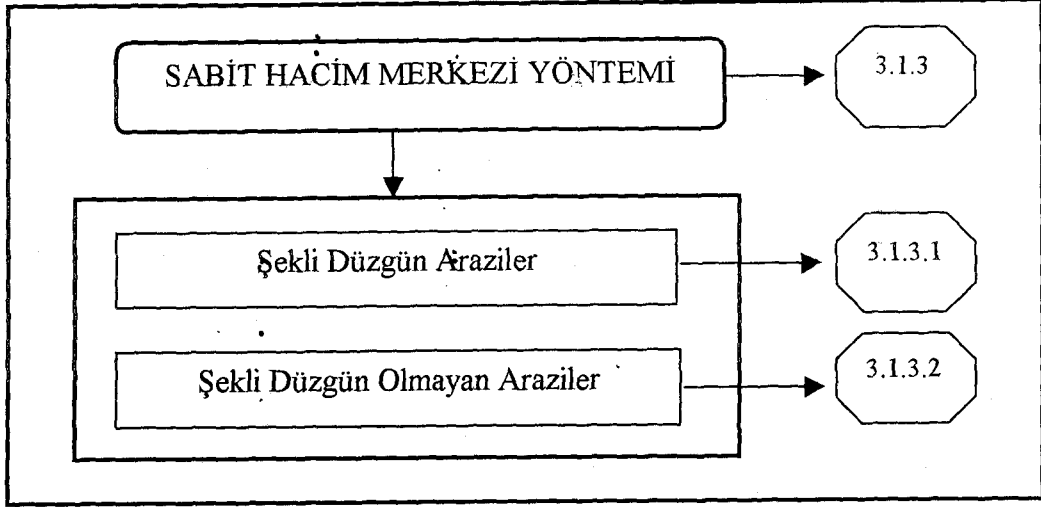 SABİT HACİM MERKEZİ YÖNTEMİ
3.1.3
Şekli Düzgün Araziler
3.1.3.1
Şekli Düzgün Olmayan Araziler
3.1.3.2